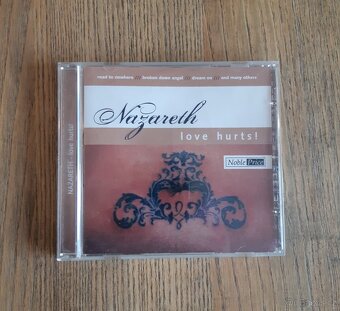 road to nowhere /// broken down angel /// dream on /// and many others
Nazareth
love hurts!
Noble Price
NAZARETH - love hurts!